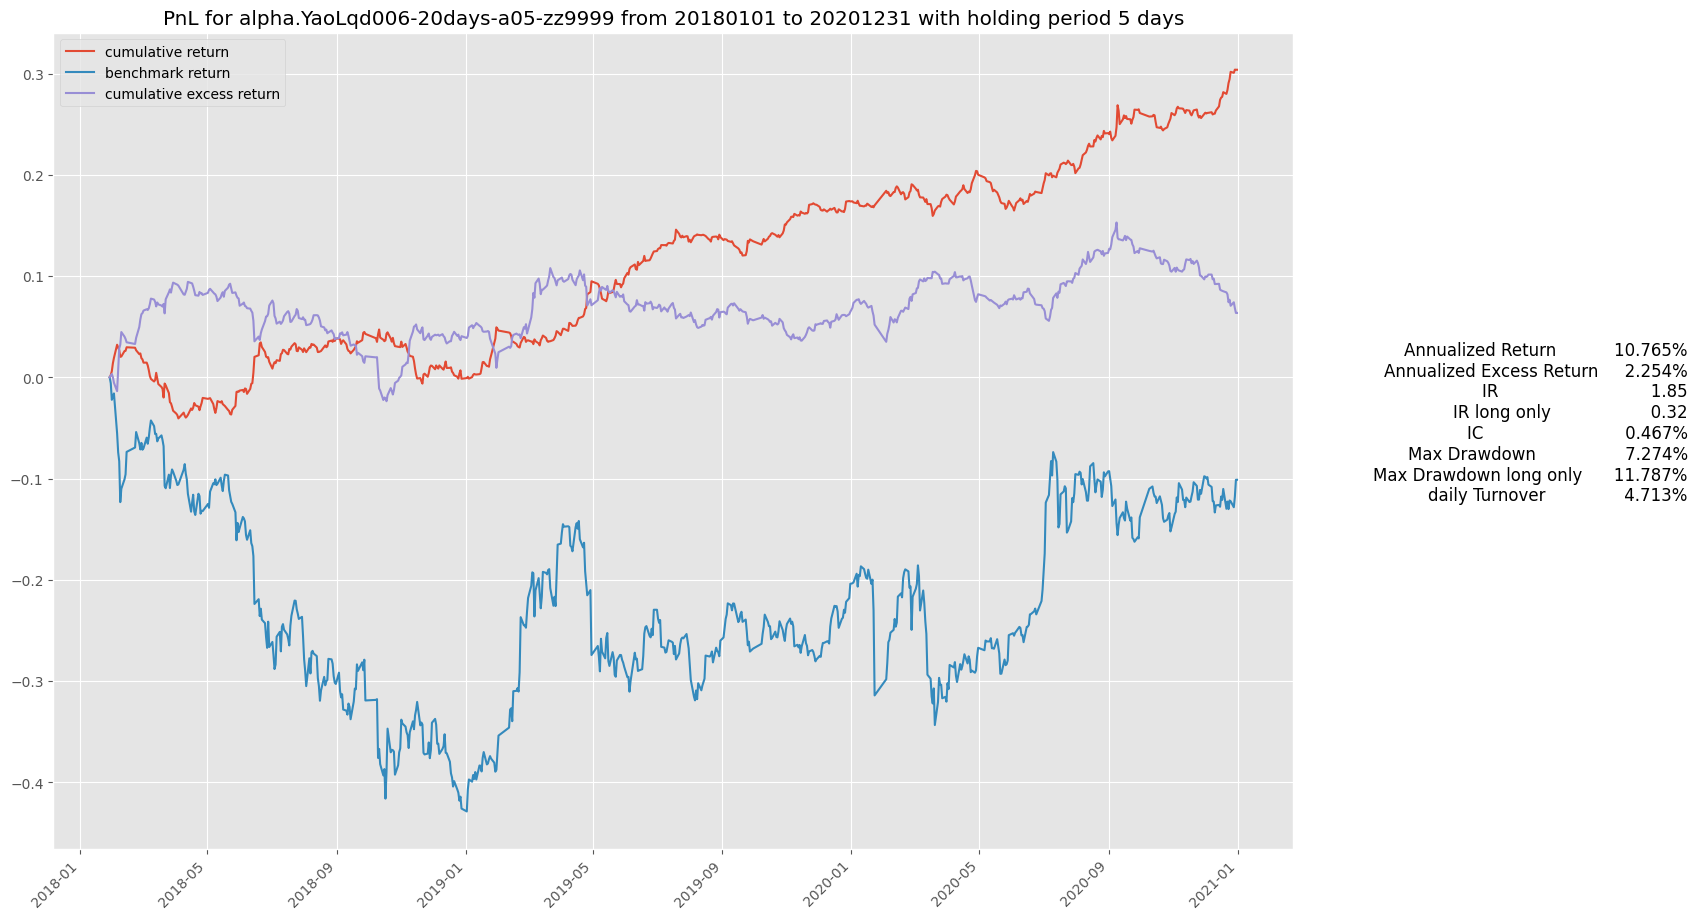 PnL for alpha.YaoLqd006-20days-a05-zz9999 from 20180101 to 20201231 with holding period 5 days
cumulative return
benchmark return
cumulative excess return
0.3
0.2
0.1
0.0
−0.1
−0.2
−0.3
−0.4
2018-01
2018-05
2018-09
2019-01
2019-05
2019-09
2020-01
2020-05
2020-09
2021-01
Annualized Return 10.765%
Annualized Excess Return 2.254%
IR 1.85
IR long only 0.32
IC 0.467%
Max Drawdown 7.274%
Max Drawdown long only 11.787%
daily Turnover 4.713%